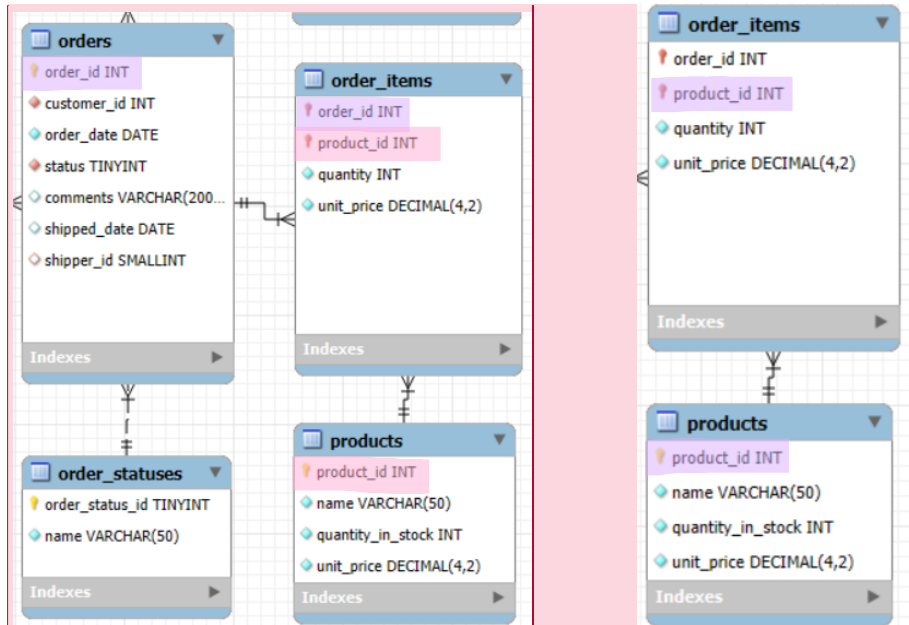 orders
order_id INT
customer_id INT
order_date DATE
status TINYINT
comments VARCHAR(200...
shipped_date DATE
shipper_id SMALLINT
Indexes
order_statuses
order_status_id TINYINT
name VARCHAR(50)
Indexes
order_items
order_id INT
product_id INT
quantity INT
unit_price DECIMAL(4,2)
Indexes
products
product_id INT
name VARCHAR(50)
quantity_in_stock INT
unit_price DECIMAL(4,2)
Indexes
order_items
order_id INT
product_id INT
quantity INT
unit_price DECIMAL(4,2)
Indexes
products
product_id INT
name VARCHAR(50)
quantity_in_stock INT
unit_price DECIMAL(4,2)
Indexes